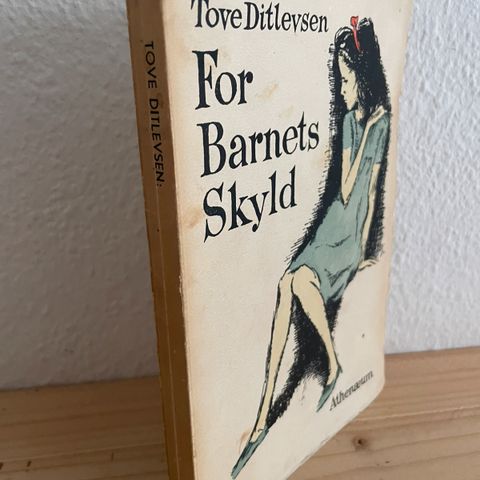 TOVE DITLEVSEN:
Tove Ditlevsen
For
Barnets
Skyld
Athenæum